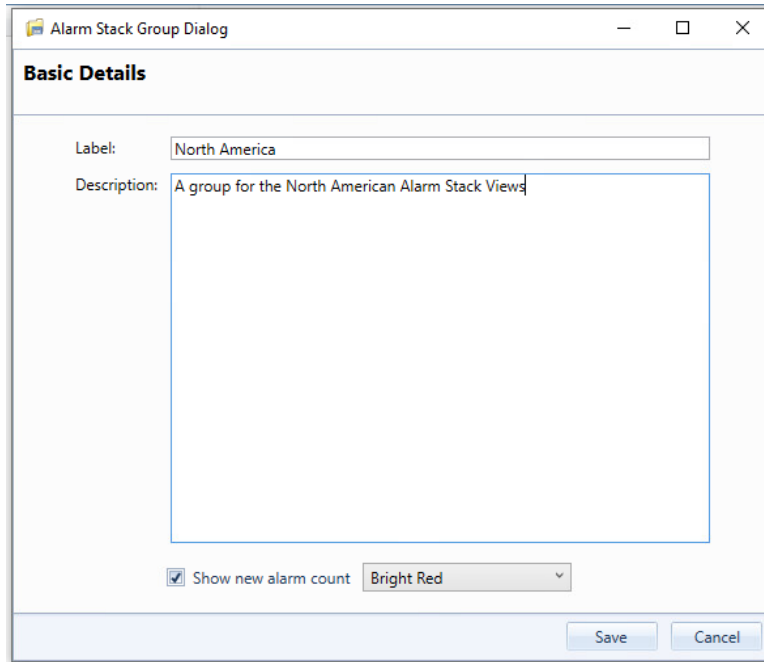 Alarm Stack Group Dialog
Basic Details
Label: North America
Description: A group for the North American Alarm Stack Views
Show new alarm count Bright Red
Save Cancel